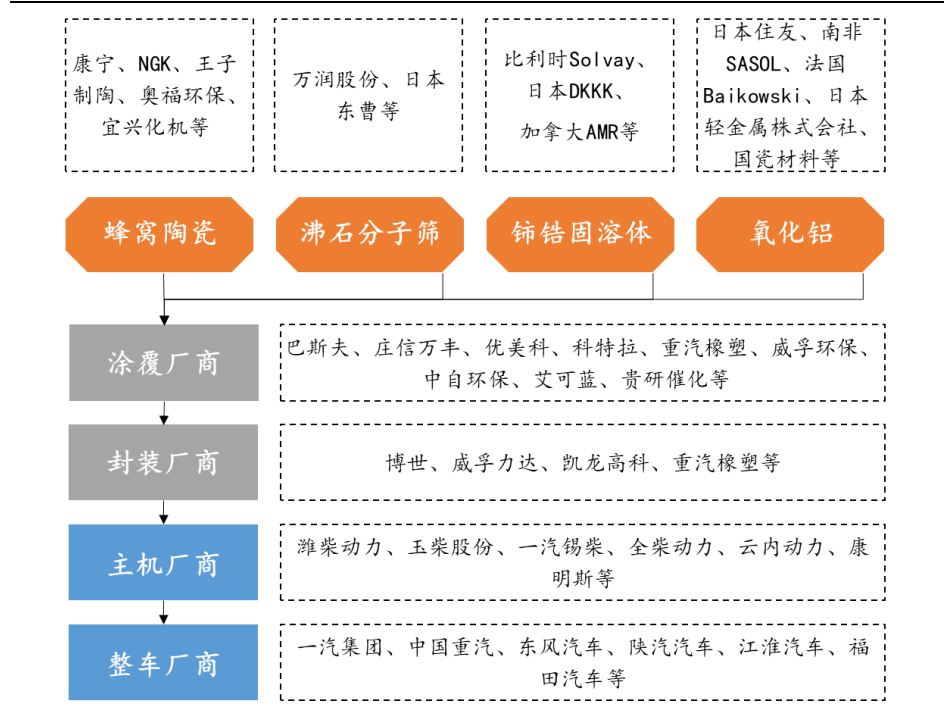 康宁、NGK、王子
制陶、奥福环保、
宜兴化机等
万润股份、日本
东曹等
比利时Solvay、
日本DKKK、
加拿大AMR等
日本住友、南非
SASOL、法国
Baikowski、日本
轻金属株式会社、
国瓷材料等
蜂窝陶瓷
沸石分子筛
铈锆固溶体
氧化铝
涂覆厂商
巴斯夫、庄信万丰、优美科、科特拉、重汽橡塑、威孚环保、
中自环保、艾可蓝、贵研催化等
封装厂商
博世、威孚力达、凯龙高科、重汽橡塑等
主机厂商
潍柴动力、玉柴股份、一汽锡柴、全柴动力、云内动力、康
明斯等
整车厂商
一汽集团、中国重汽、东风汽车、陕汽汽车、江淮汽车、福
田汽车等